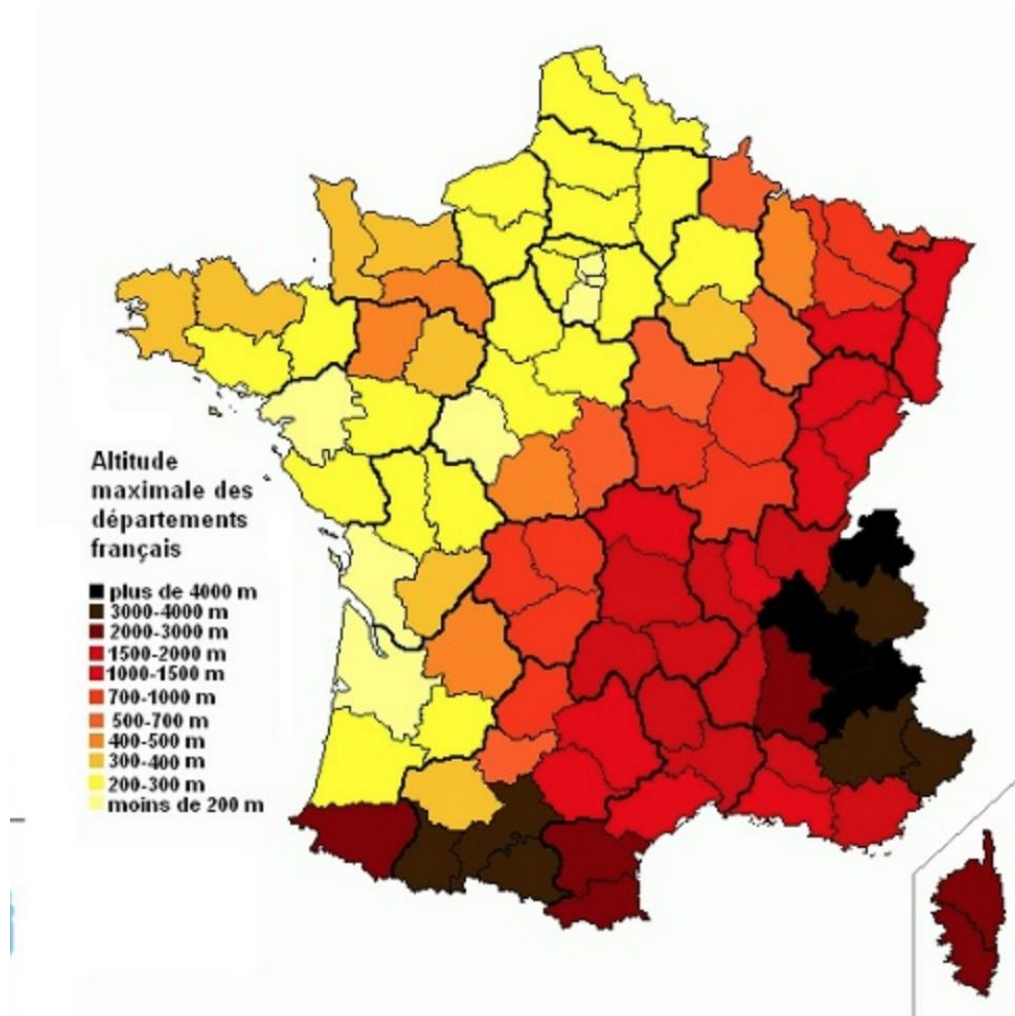 Altitude
maximale des
départements
français
plus de 4000 m
3000-4000 m
2000-3000 m
1500-2000 m
1000-1500 m
700-1000 m
500-700 m
400-500 m
300-400 m
200-300 m
moins de 200 m